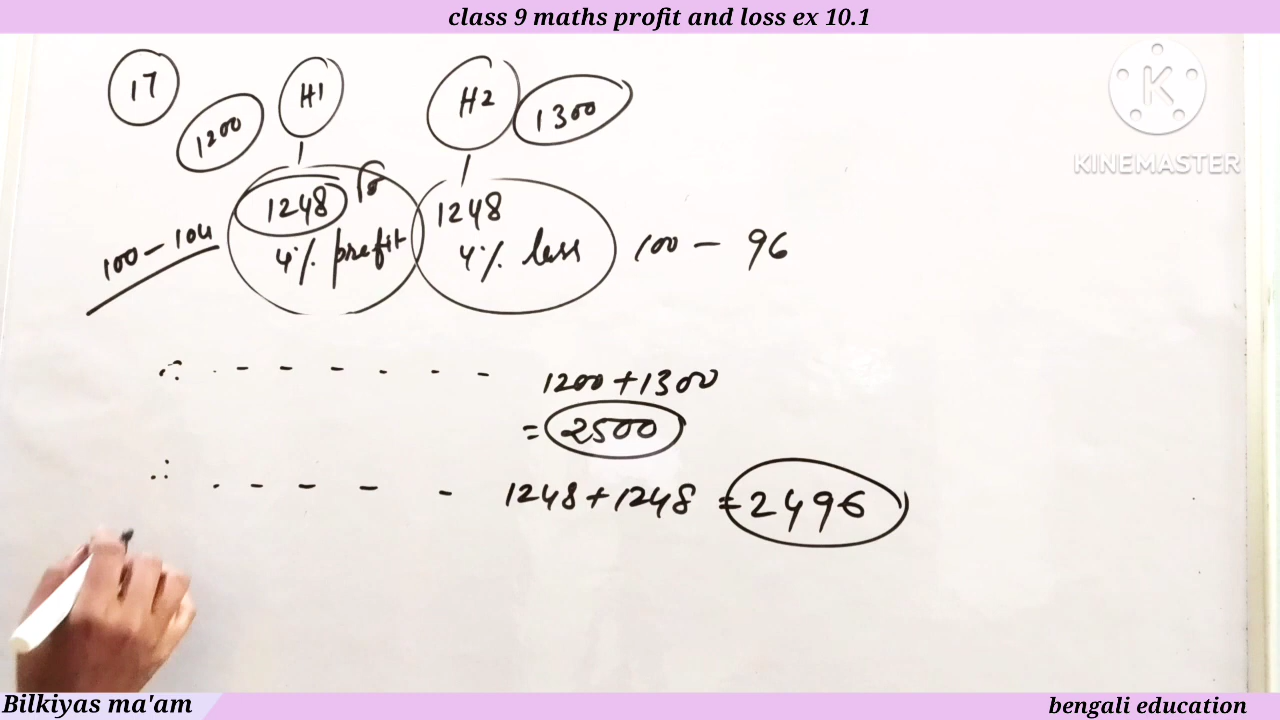 class 9 maths profit and loss ex 10.1
17
1200 H1 H2 1300
KINEMASTER
1248 1248
100 - 104 4% profit 4% loss 100 - 96
∴ - - - - - - 1200 + 1300
= 2500
∴ - - - - - 1248 + 1248 = 2496
Bilkiyas ma'am
bengali education